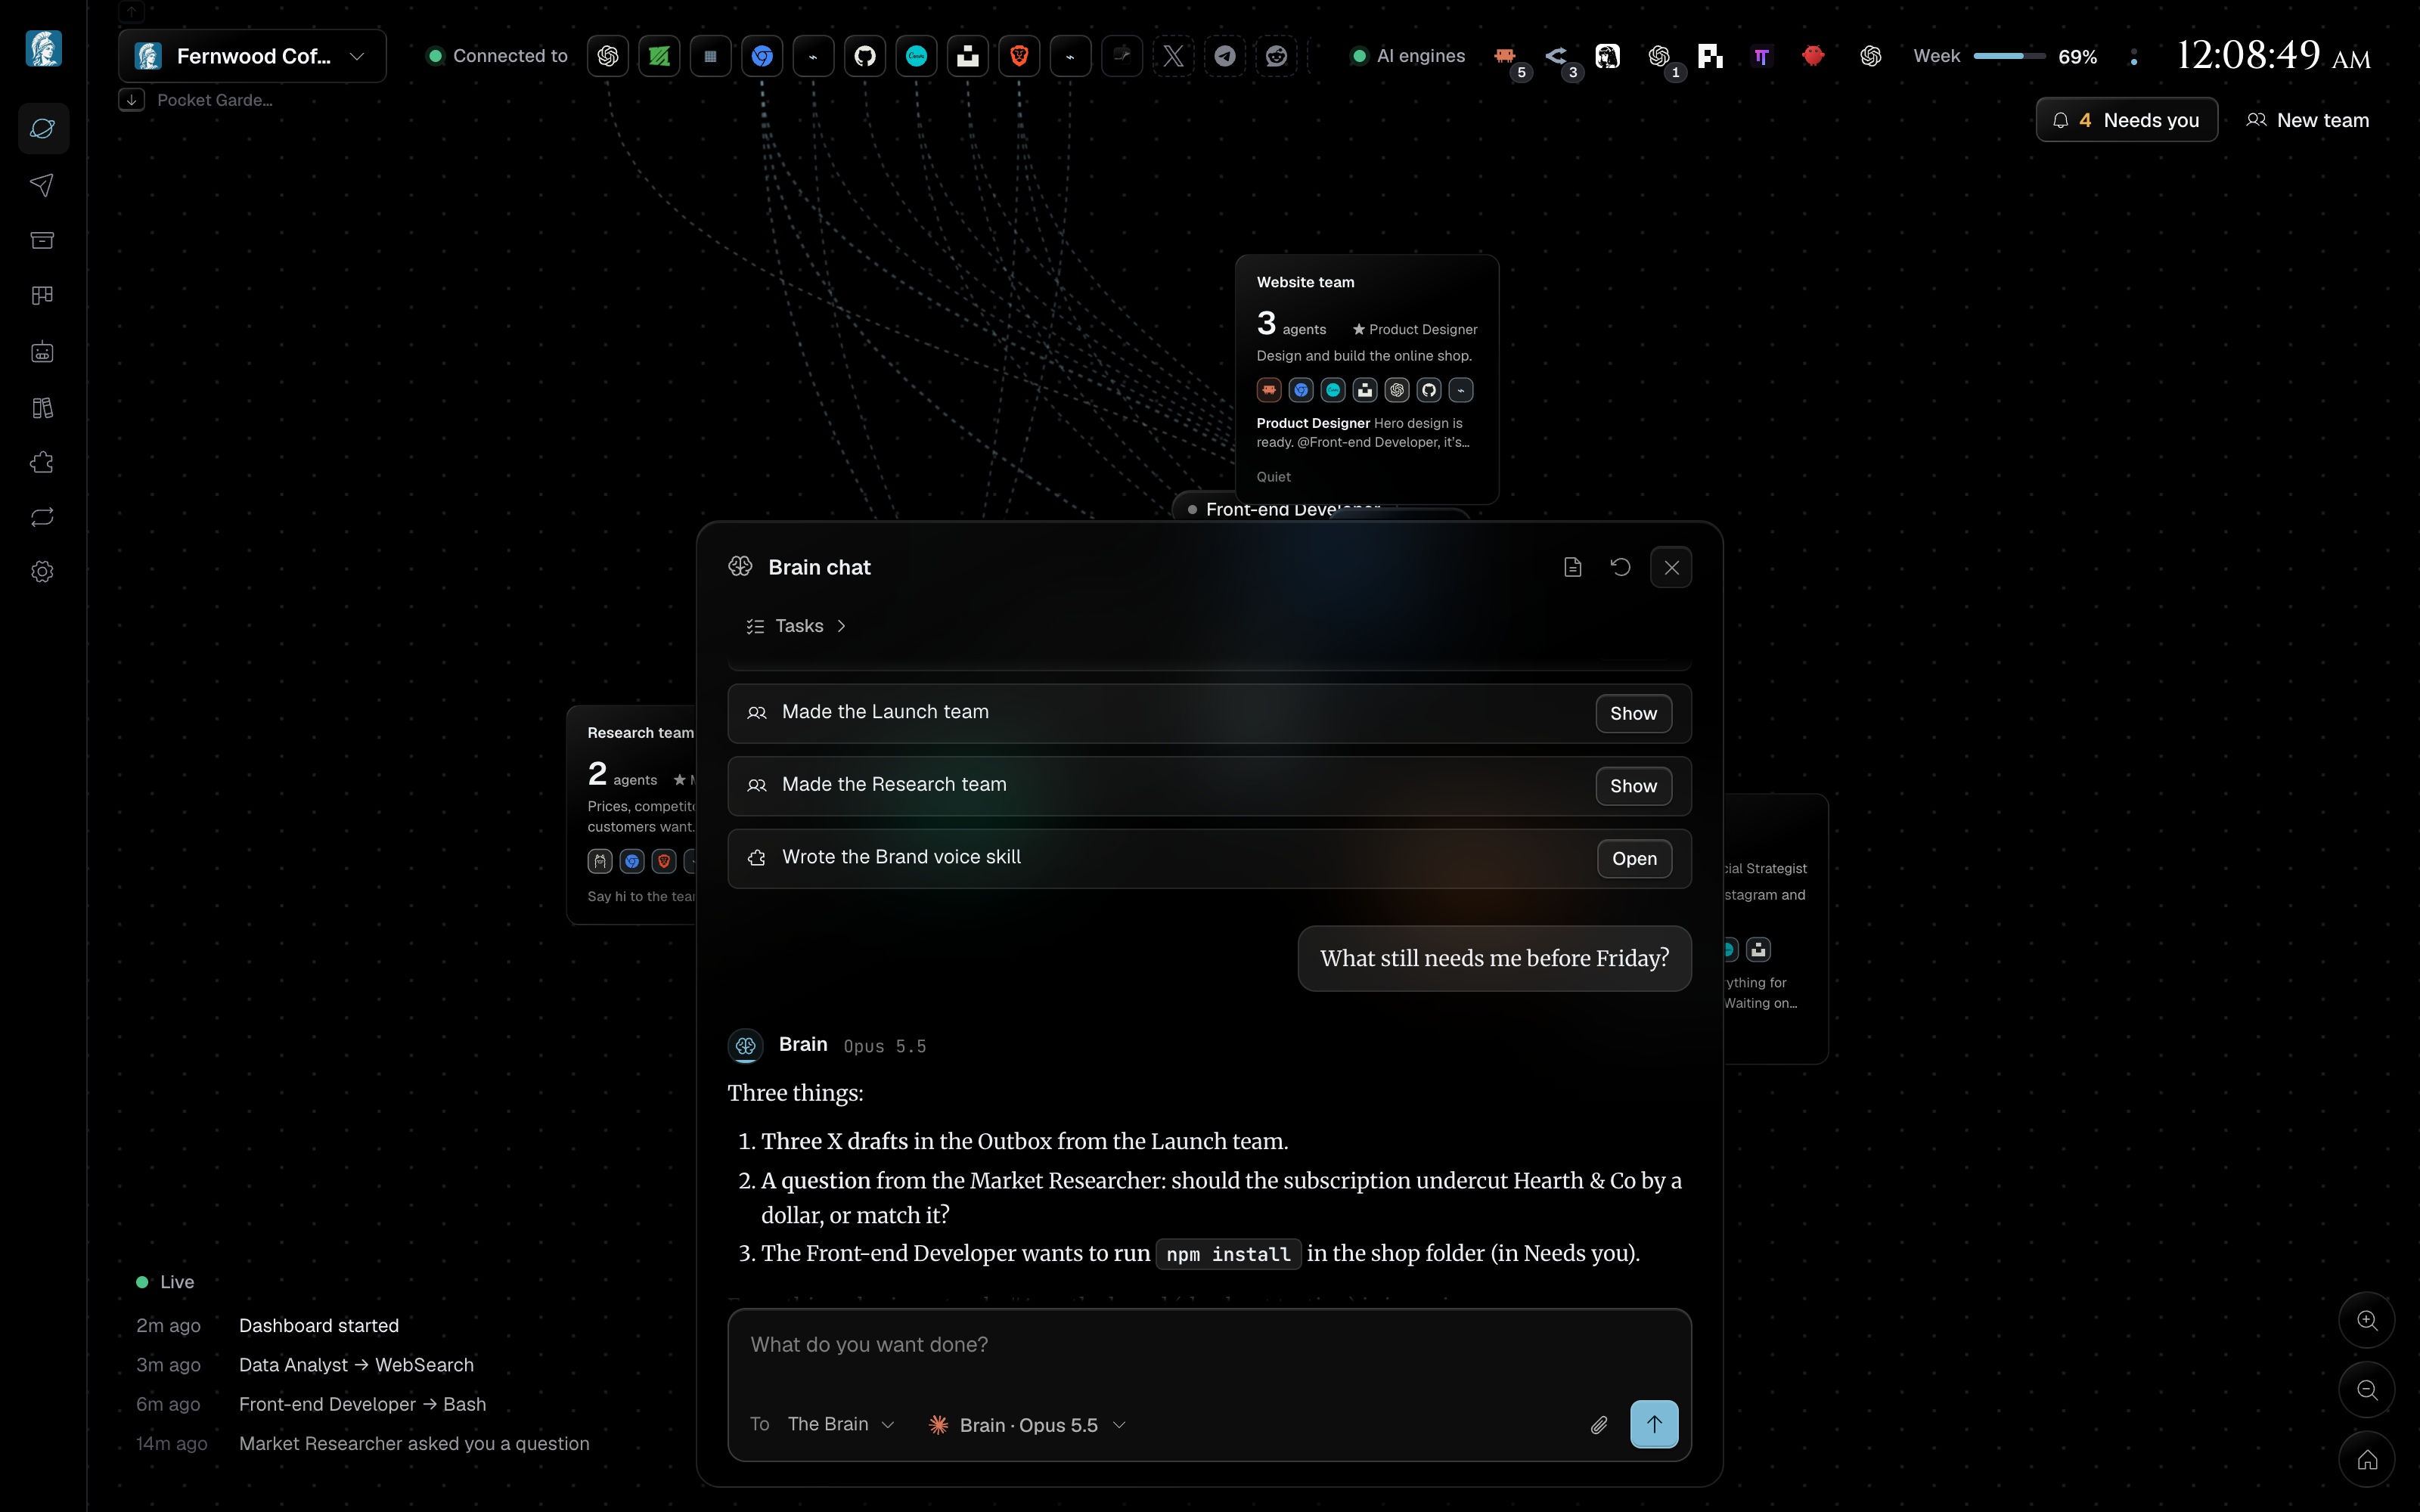 Fernwood Cof...
Connected to
AI engines
5
3
1
Week
69%
12:08:49 AM
Pocket Garde...
4 Needs you
New team
Website team
3 agents
Product Designer
Design and build the online shop.
Product Designer Hero design is
ready. @Front-end Developer, it's...
Quiet
Front-end Developer
Brain chat
Tasks
Made the Launch team
Show
Made the Research team
Show
Wrote the Brand voice skill
Open
Research team
2 agents
Prices,
customers want.
Say hi to the
Strategist
and
for
Waiting on...
What still needs me before Friday?
Brain Opus 5.5
Three things:
1. Three X drafts in the Outbox from the Launch team.
2. A question from the Market Researcher: should the subscription undercut Hearth & Co by a
dollar, or match it?
3. The Front-end Developer wants to run npm install in the shop folder (in Needs you).
What do you want done?
To The Brain
Brain · Opus 5.5
Live
2m ago Dashboard started
3m ago Data Analyst → WebSearch
6m ago Front-end Developer → Bash
14m ago Market Researcher asked you a question